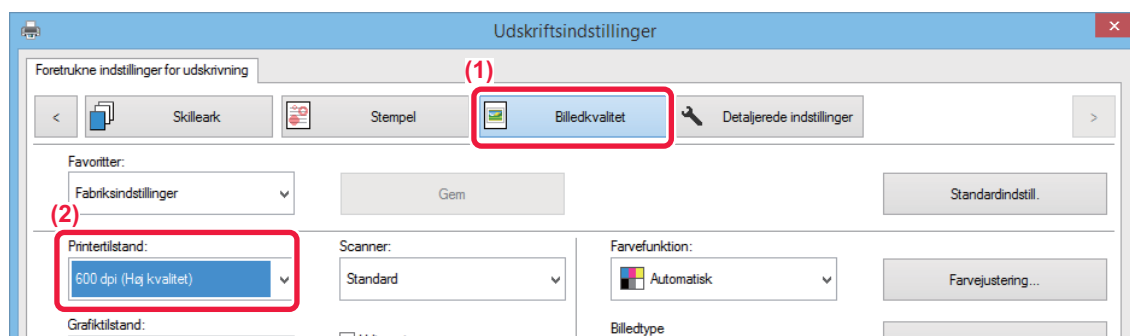 Udskriftsindstillinger
Foretrukne indstillinger for udskrivning
(1)
< Skilleark Stempel Billedkvalitet Detaljerede indstillinger >
Favoritter:
Fabriksindstillinger Gem Standardindstill.
(2)
Printertilstand: Scanner: Farvefunktion:
600 dpi (Høj kvalitet) Standard Automatisk Farvejustering...
Grafiktilstand: Billedtype